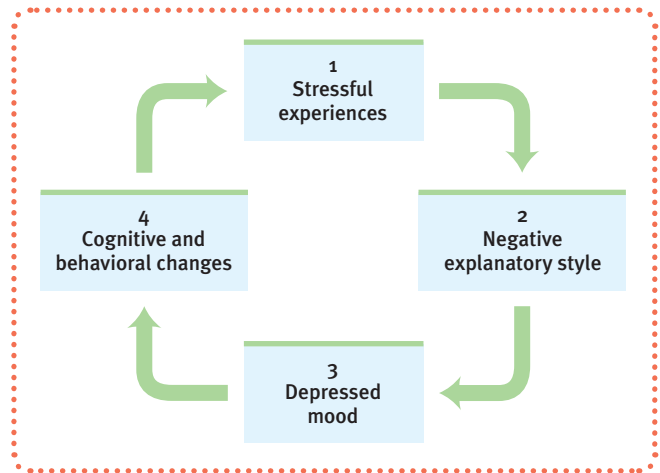 1
Stressful
experiences
2
Negative
explanatory style
3
Depressed
mood
4
Cognitive and
behavioral changes